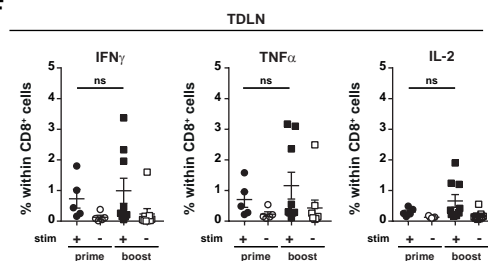 TDLN
IFNγ TNFα IL-2
% within CD8⁺ cells % within CD8⁺ cells % within CD8⁺ cells
5 5 5
ns ns ns
4 4 4
3 3 3
2 2 2
1 1 1
0 0 0
stim + - + - stim + - + - stim + - + -
prime boost prime boost prime boost